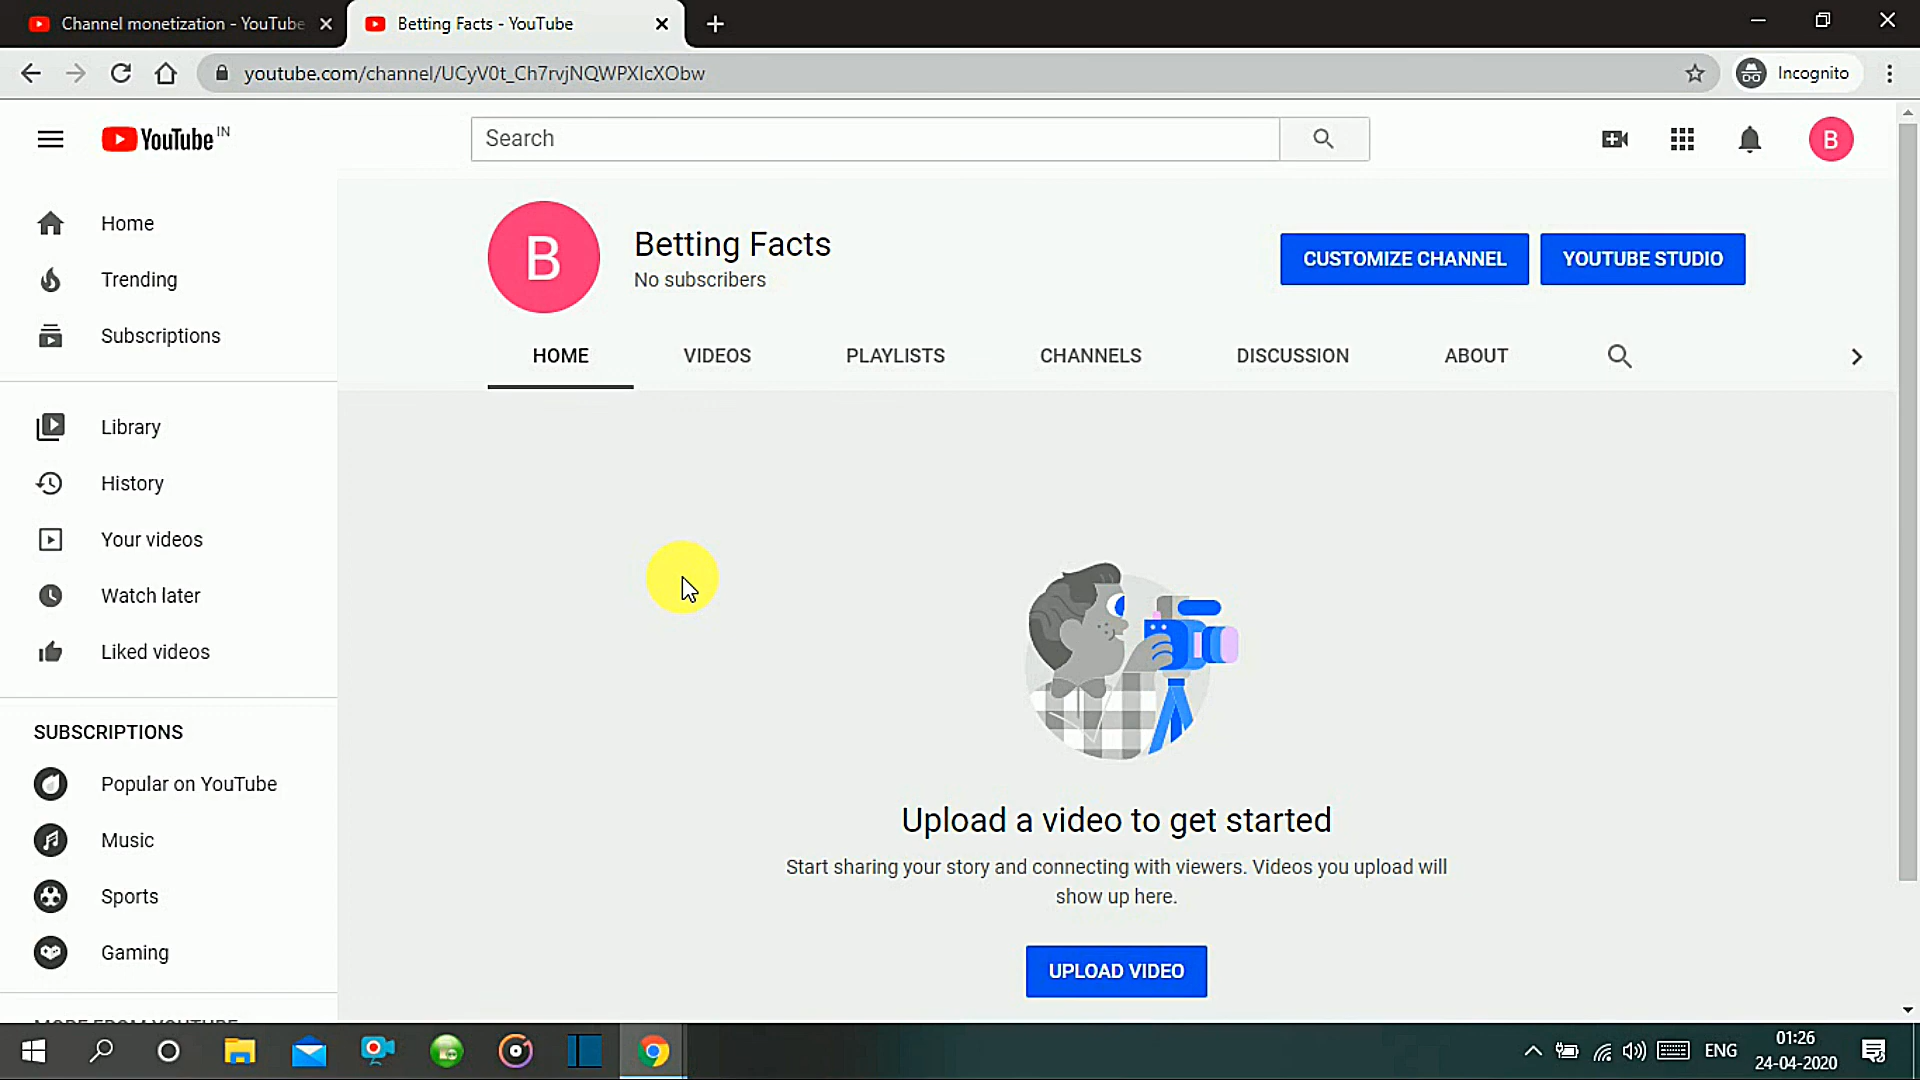 Channel monetization - YouTube
Betting Facts - YouTube
youtube.com/channel/UCyV0t_Ch7rvjNQWPXIcXObw
Incognito
YouTube IN
Search
B
Home
Trending
Subscriptions
Library
History
Your videos
Watch later
Liked videos
SUBSCRIPTIONS
Popular on YouTube
Music
Sports
Gaming
MORE FROM YOUTUBE
B
Betting Facts
No subscribers
CUSTOMIZE CHANNEL
YOUTUBE STUDIO
HOME
VIDEOS
PLAYLISTS
CHANNELS
DISCUSSION
ABOUT
Upload a video to get started
Start sharing your story and connecting with viewers. Videos you upload will
show up here.
UPLOAD VIDEO
ENG
01:26
24-04-2020